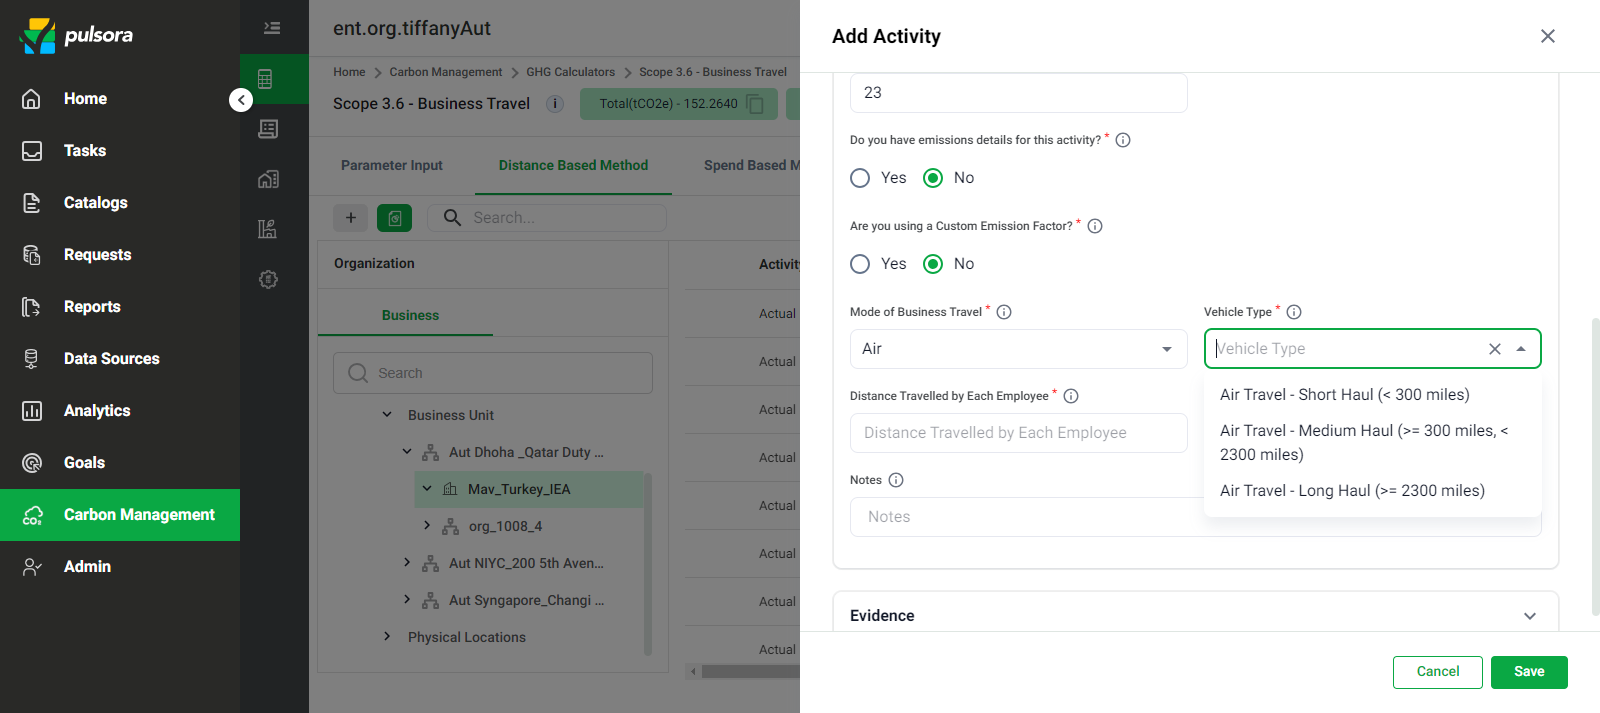 pulsora
Home
Tasks
Catalogs
Requests
Reports
Data Sources
Analytics
Goals
Carbon Management
Admin
ent.org.tiffanyAut
Home > Carbon Management > GHG Calculators > Scope 3.6 - Business Travel
Scope 3.6 - Business Travel
Total(tCO2e) - 152.2640
Parameter Input
Distance Based Method
Spend Based M
Search...
Organization
Business
Search
Business Unit
Aut Dhoha _Qatar Duty ...
Mav_Turkey_IEA
org_1008_4
Aut NIYC_200 5th Aven...
Aut Syngapore_Changi ...
Physical Locations
Activity
Actual
Actual
Actual
Actual
Actual
Actual
Actual
Actual
Add Activity
23
Do you have emissions details for this activity? *
Yes
No
Are you using a Custom Emission Factor? *
Yes
No
Mode of Business Travel *
Air
Vehicle Type *
Vehicle Type
Air Travel - Short Haul (< 300 miles)
Air Travel - Medium Haul (>= 300 miles, <
2300 miles)
Air Travel - Long Haul (>= 2300 miles)
Distance Travelled by Each Employee *
Distance Travelled by Each Employee
Notes
Notes
Evidence
Cancel
Save